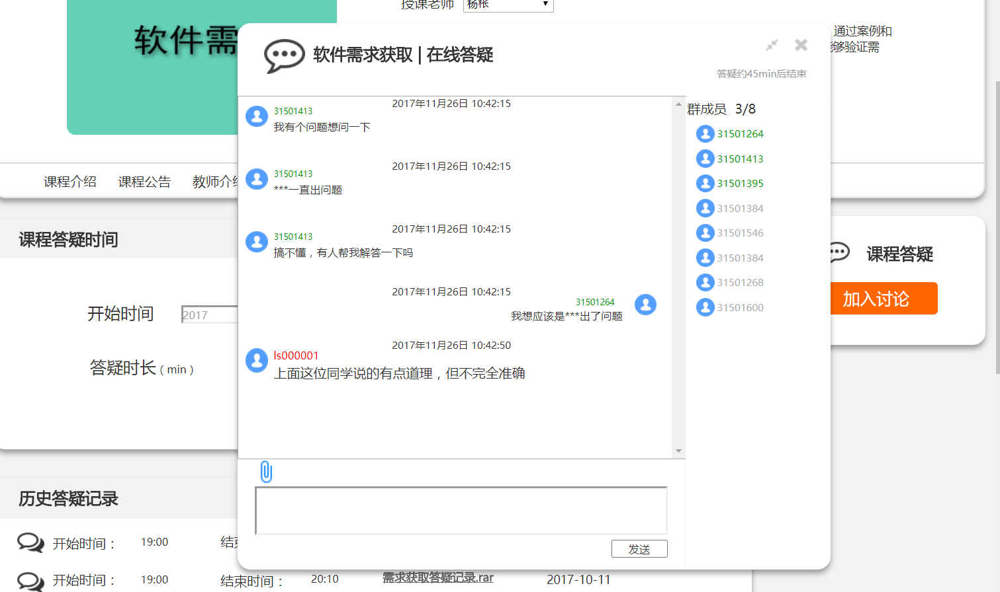 授课老师 杨枨
软件需
通过案例和
够验证需
课程介绍 课程公告 教师介绍
软件需求获取 | 在线答疑
答疑约45min后结束
2017年11月26日 10:42:15
31501413
我有个问题想问一下
2017年11月26日 10:42:15
31501413
***一直出问题
2017年11月26日 10:42:15
31501413
搞不懂，有人帮我解答一下吗
2017年11月26日 10:42:15
31501264
我想应该是***出了问题
2017年11月26日 10:42:50
ls000001
上面这位同学说的有点道理，但不完全准确
发送
群成员 3/8
31501264
31501413
31501395
31501384
31501546
31501384
31501268
31501600
课程答疑时间
开始时间 2017
答疑时长（min）
课程答疑
加入讨论
历史答疑记录
开始时间： 19:00 结
开始时间： 19:00 结束时间： 20:10 需求获取答疑记录.rar 2017-10-11